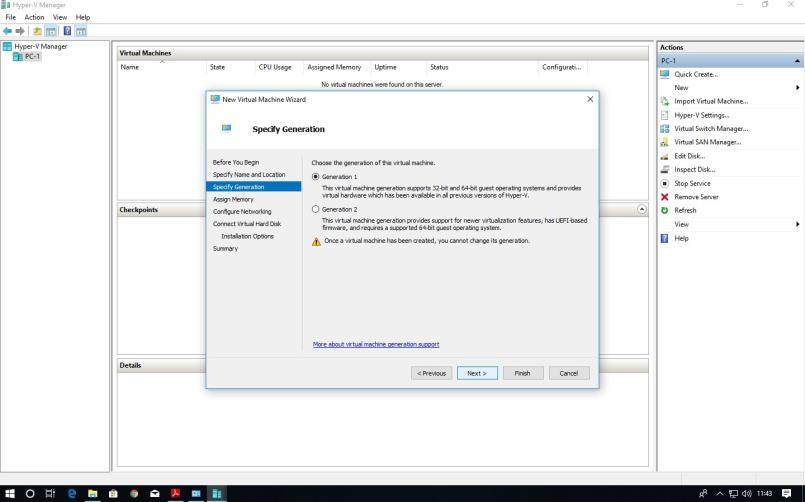 Hyper-V Manager
File Action View Help
Hyper-V Manager
PC-1
Virtual Machines
Name State CPU Usage Assigned Memory Uptime Status Configurati...
No virtual machines were found on this server.
New Virtual Machine Wizard
Specify Generation
Before You Begin
Specify Name and Location
Specify Generation
Assign Memory
Configure Networking
Connect Virtual Hard Disk
Installation Options
Summary
Choose the generation of this virtual machine.
Generation 1
This virtual machine generation supports 32-bit and 64-bit guest operating systems and provides
virtual hardware which has been available in all previous versions of Hyper-V.
Generation 2
This virtual machine generation provides support for newer virtualization features, has UEFI-based
firmware, and requires a supported 64-bit guest operating system.
Once a virtual machine has been created, you cannot change its generation.
More about virtual machine generation support
< Previous Next > Finish Cancel
Checkpoints
Details
Actions
PC-1
Quick Create...
New
Import Virtual Machine...
Hyper-V Settings...
Virtual Switch Manager...
Virtual SAN Manager...
Edit Disk...
Inspect Disk...
Stop Service
Remove Server
Refresh
View
Help
11:43